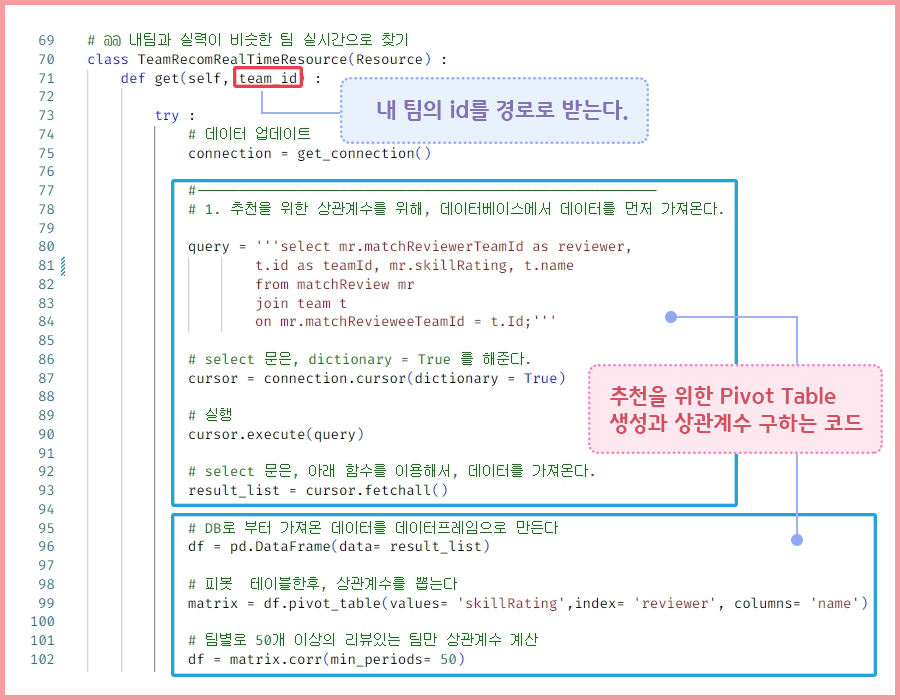 69 # @@ 내팀과 실력이 비슷한 팀 실시간으로 찾기
70 class TeamRecomRealTimeResource(Resource) :
71 def get(self, team_id) :
72
내 팀의 id를 경로로 받는다.
73 try :
74 # 데이터 업데이트
75 connection = get_connection()
76
77 #------------------------------------------------------
78 # 1. 추천을 위한 상관계수를 위해, 데이터베이스에서 데이터를 먼저 가져온다.
79
80 query = '''select mr.matchReviewerTeamId as reviewer,
81 t.id as teamId, mr.skillRating, t.name
82 from matchReview mr
83 join team t
84 on mr.matchRevieweeTeamId = t.Id;'''
85
86 # select 문은, dictionary = True 를 해준다.
87 cursor = connection.cursor(dictionary = True)
88
추천을 위한 Pivot Table
생성과 상관계수 구하는 코드
89 # 실행
90 cursor.execute(query)
91
92 # select 문은, 아래 함수를 이용해서, 데이터를 가져온다.
93 result_list = cursor.fetchall()
94
95 # DB로 부터 가져온 데이터를 데이터프레임으로 만든다
96 df = pd.DataFrame(data= result_list)
97
98 # 피봇 테이블한후, 상관계수를 뽑는다
99 matrix = df.pivot_table(values= 'skillRating',index= 'reviewer', columns= 'name')
100
101 # 팀별로 50개 이상의 리뷰있는 팀만 상관계수 계산
102 df = matrix.corr(min_periods= 50)